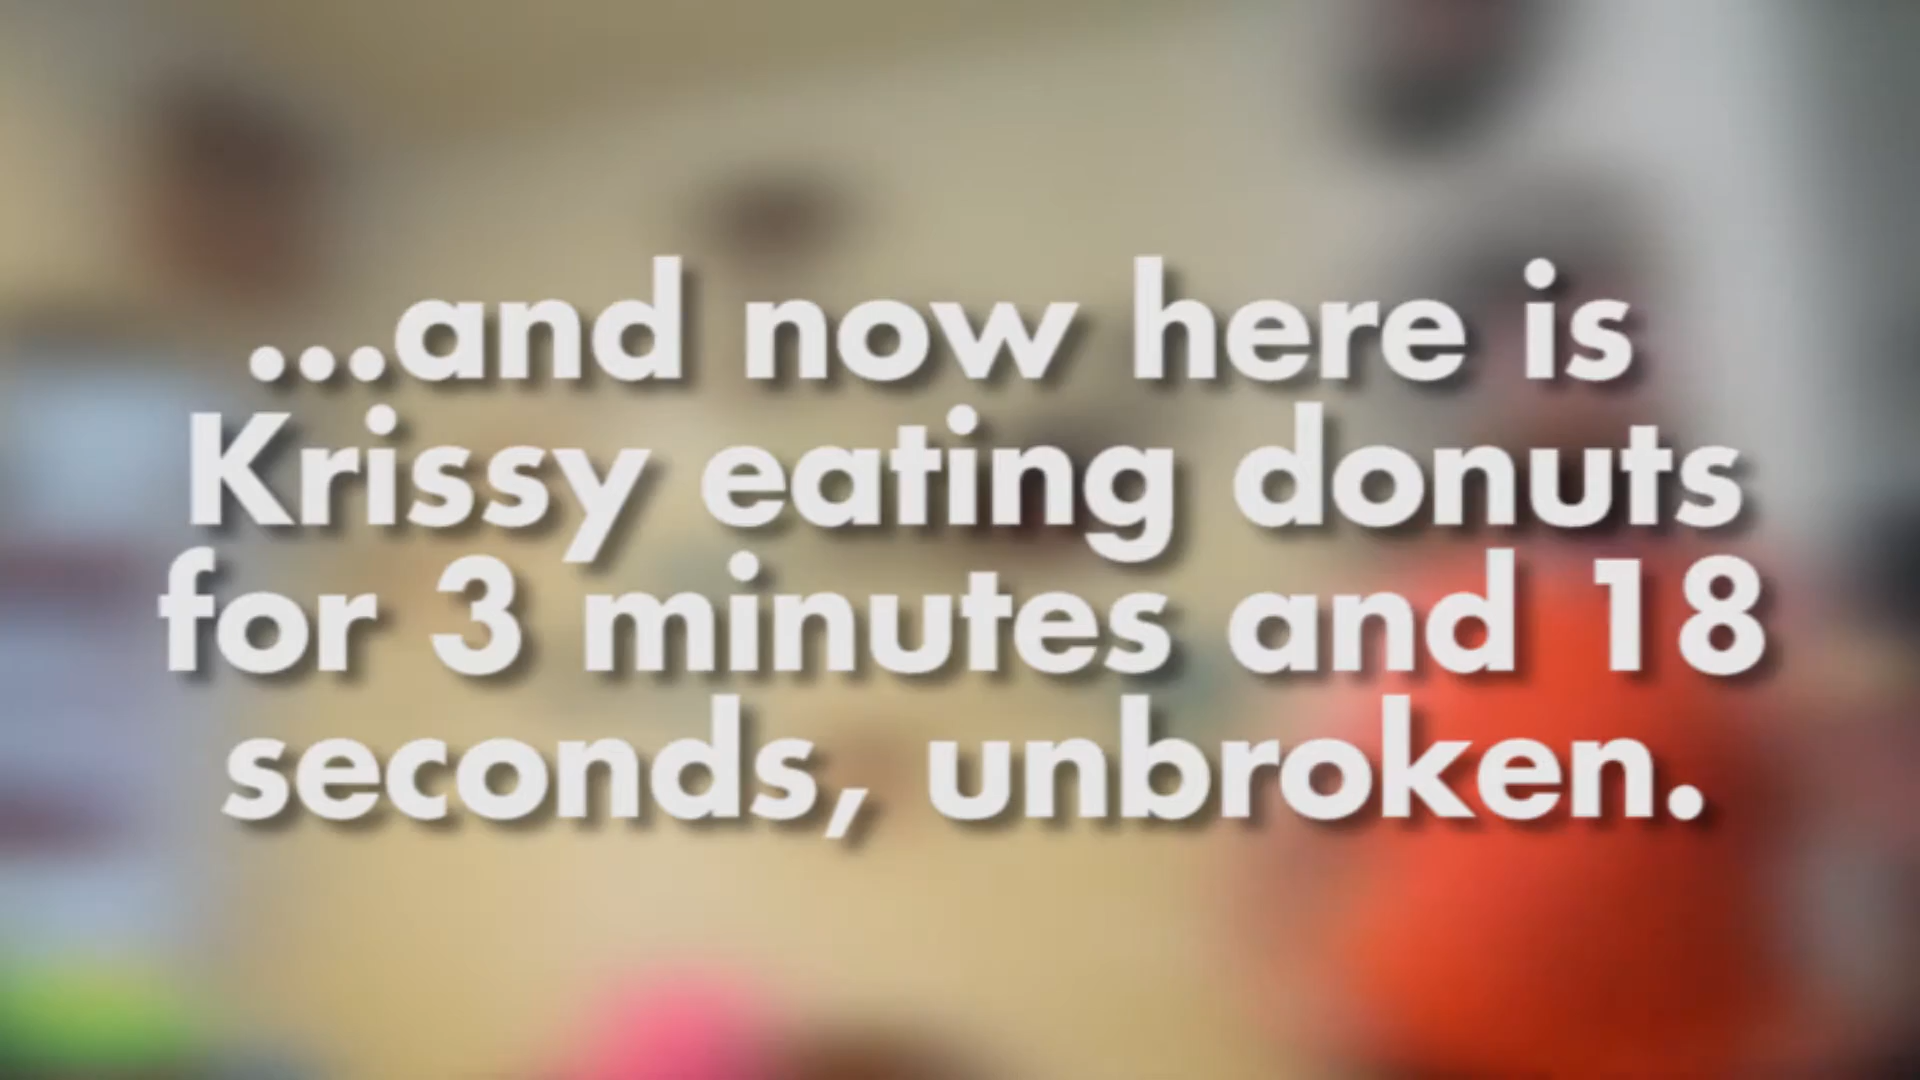 ...and now here is
Krissy eating donuts
for 3 minutes and 18
seconds, unbroken.